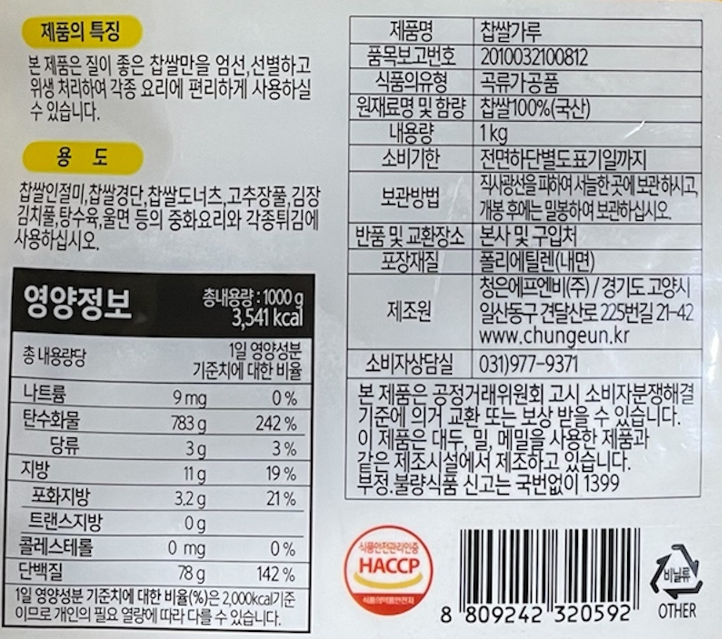 제품의 특징
본 제품은 질이 좋은 찹쌀만을 엄선,선별하고
위생 처리하여 각종 요리에 편리하게 사용하실
수 있습니다.
용 도
찹쌀인절미,찹쌀경단,찹쌀도너츠,고추장풀,김장
김치풀,탕수육,울면 등의 중화요리와 각종튀김에
사용하십시오.
영양정보 총내용량 : 1000 g
3,541 kcal
총 내용량당 1일 영양성분
기준치에 대한 비율
나트륨 9 mg 0 %
탄수화물 783 g 242 %
당류 3 g 3 %
지방 11 g 19 %
포화지방 3.2 g 21 %
트랜스지방 0 g
콜레스테롤 0 mg 0 %
단백질 78 g 142 %
1일 영양성분 기준치에 대한 비율(%)은 2,000kcal기준
이므로 개인의 필요 열량에 따라 다를 수 있습니다.
제품명 찹쌀가루
품목보고번호 2010032100812
식품의유형 곡류가공품
원재료명 및 함량 찹쌀100%(국산)
내용량 1 kg
소비기한 전면하단별도표기일까지
보관방법 직사광선을 피하여 서늘한 곳에 보관하시고,
개봉 후에는 밀봉하여 보관하십시오.
반품 및 교환장소 본사 및 구입처
포장재질 폴리에틸렌(내면)
제조원 청은에프엔비(주) / 경기도 고양시
일산동구 견달산로 225번길 21-42
www.chungeun.kr
소비자상담실 031)977-9371
본 제품은 공정거래위원회 고시 소비자분쟁해결
기준에 의거 교환 또는 보상 받을 수 있습니다.
이 제품은 대두, 밀, 메밀을 사용한 제품과
같은 제조시설에서 제조하고 있습니다.
부정.불량식품 신고는 국번없이 1399
식품안전관리인증
HACCP
식품의약품안전처
8 809242 320592
비닐류
OTHER